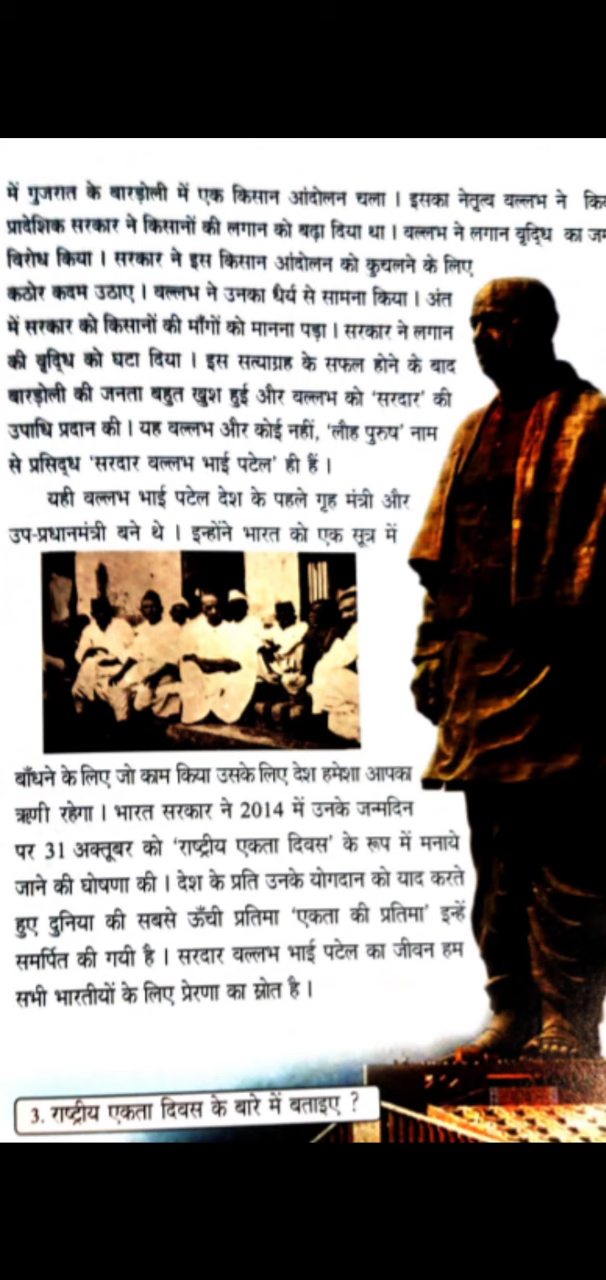 में गुजरात के बारडोली में एक किसान आंदोलन चला । इसका नेतृत्व वल्लभ ने
प्रादेशिक सरकार ने किसानों की लगान को बढ़ा दिया था । वल्लभ ने लगान वृद्धि का
विरोध किया । सरकार ने इस किसान आंदोलन को कुचलने के लिए
कठोर कदम उठाए । वल्लभ ने उनका धैर्य से सामना किया । अंत
में सरकार को किसानों की माँगों को मानना पड़ा । सरकार ने लगान
की वृद्धि को घटा दिया । इस सत्याग्रह के सफल होने के बाद
बारडोली की जनता बहुत खुश हुई और वल्लभ को ‘सरदार’ की
उपाधि प्रदान की । यह वल्लभ और कोई नहीं, ‘लौह पुरुष’ नाम
से प्रसिद्ध ‘सरदार वल्लभ भाई पटेल’ ही हैं ।
यही वल्लभ भाई पटेल देश के पहले गृह मंत्री और
उप-प्रधानमंत्री बने थे । इन्होंने भारत को एक सूत्र में
बाँधने के लिए जो काम किया उसके लिए देश हमेशा आपका
ऋणी रहेगा । भारत सरकार ने 2014 में उनके जन्मदिन
पर 31 अक्तूबर को ‘राष्ट्रीय एकता दिवस’ के रूप में मनाये
जाने की घोषणा की । देश के प्रति उनके योगदान को याद करते
हुए दुनिया की सबसे ऊँची प्रतिमा ‘एकता की प्रतिमा’ इन्हें
समर्पित की गयी है । सरदार वल्लभ भाई पटेल का जीवन हम
सभी भारतीयों के लिए प्रेरणा का स्रोत है ।
3. राष्ट्रीय एकता दिवस के बारे में बताइए ?